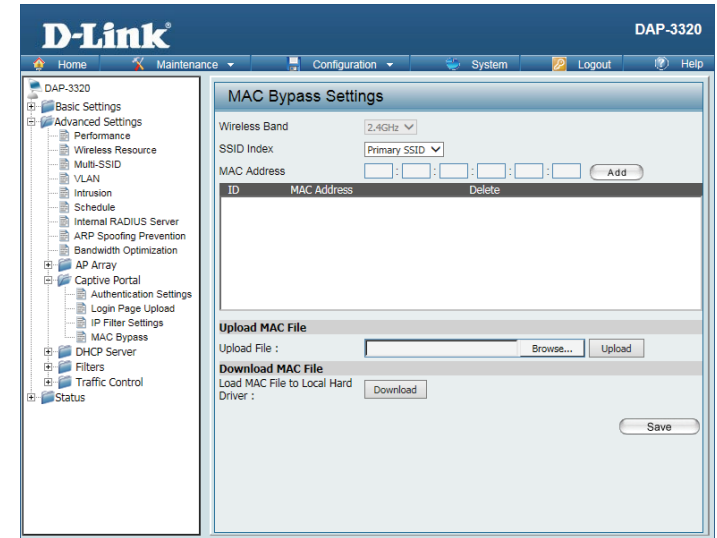 D-Link®
DAP-3320
Home Maintenance Configuration System Logout Help
DAP-3320
Basic Settings
Advanced Settings
Performance
Wireless Resource
Multi-SSID
VLAN
Intrusion
Schedule
Internal RADIUS Server
ARP Spoofing Prevention
Bandwidth Optimization
AP Array
Captive Portal
Authentication Settings
Login Page Upload
IP Filter Settings
MAC Bypass
DHCP Server
Filters
Traffic Control
Status
MAC Bypass Settings
Wireless Band 2.4GHz
SSID Index Primary SSID
MAC Address : : : : : Add
ID MAC Address Delete
Upload MAC File
Upload File : Browse... Upload
Download MAC File
Load MAC File to Local Hard
Driver : Download
Save